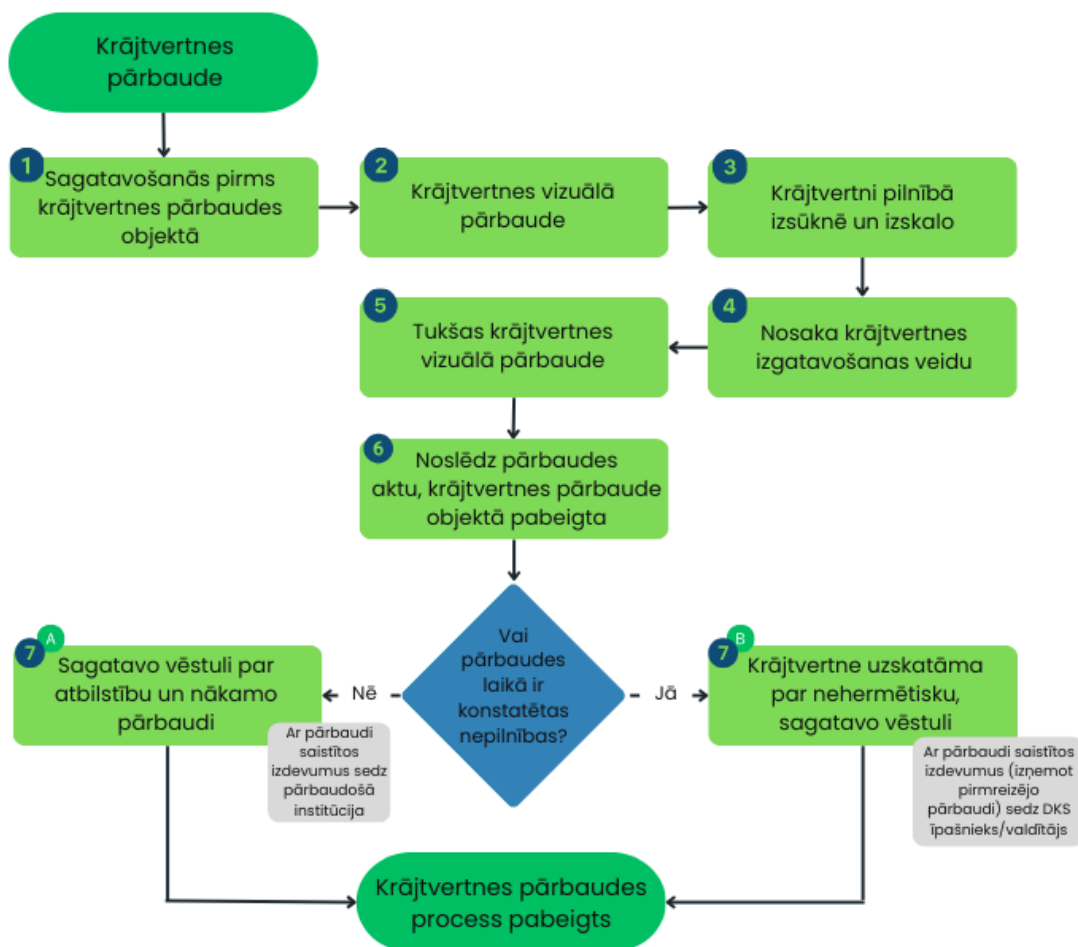 Krājtvertnes
pārbaude
1
Sagatavošanās pirms
krājtvertnes pārbaudes
objektā
2
Krājtvertnes vizuālā
pārbaude
3
Krājtvertni pilnībā
izsūknē un izskalo
4
Nosaka krājtvertnes
izgatavošanas veidu
5
Tukšas krājtvertnes
vizuālā pārbaude
6
Noslēdz pārbaudes
aktu, krājtvertnes pārbaude
objektā pabeigta
Vai
pārbaudes
laikā ir
konstatētas
nepilnības?
Nē
Jā
7
A
Sagatavo vēstuli par
atbilstību un nākamo
pārbaudi
Ar pārbaudi
saistītos
izdevumus sedz
pārbaudošā
institūcija
7
B
Krājtvertne uzskatāma
par nehermētisku,
sagatavo vēstuli
Ar pārbaudi saistītos
izdevumus (izņemot
pirmreizējo
pārbaudi) sedz DKS
īpašnieks/valdītājs
Krājtvertnes pārbaudes
process pabeigts